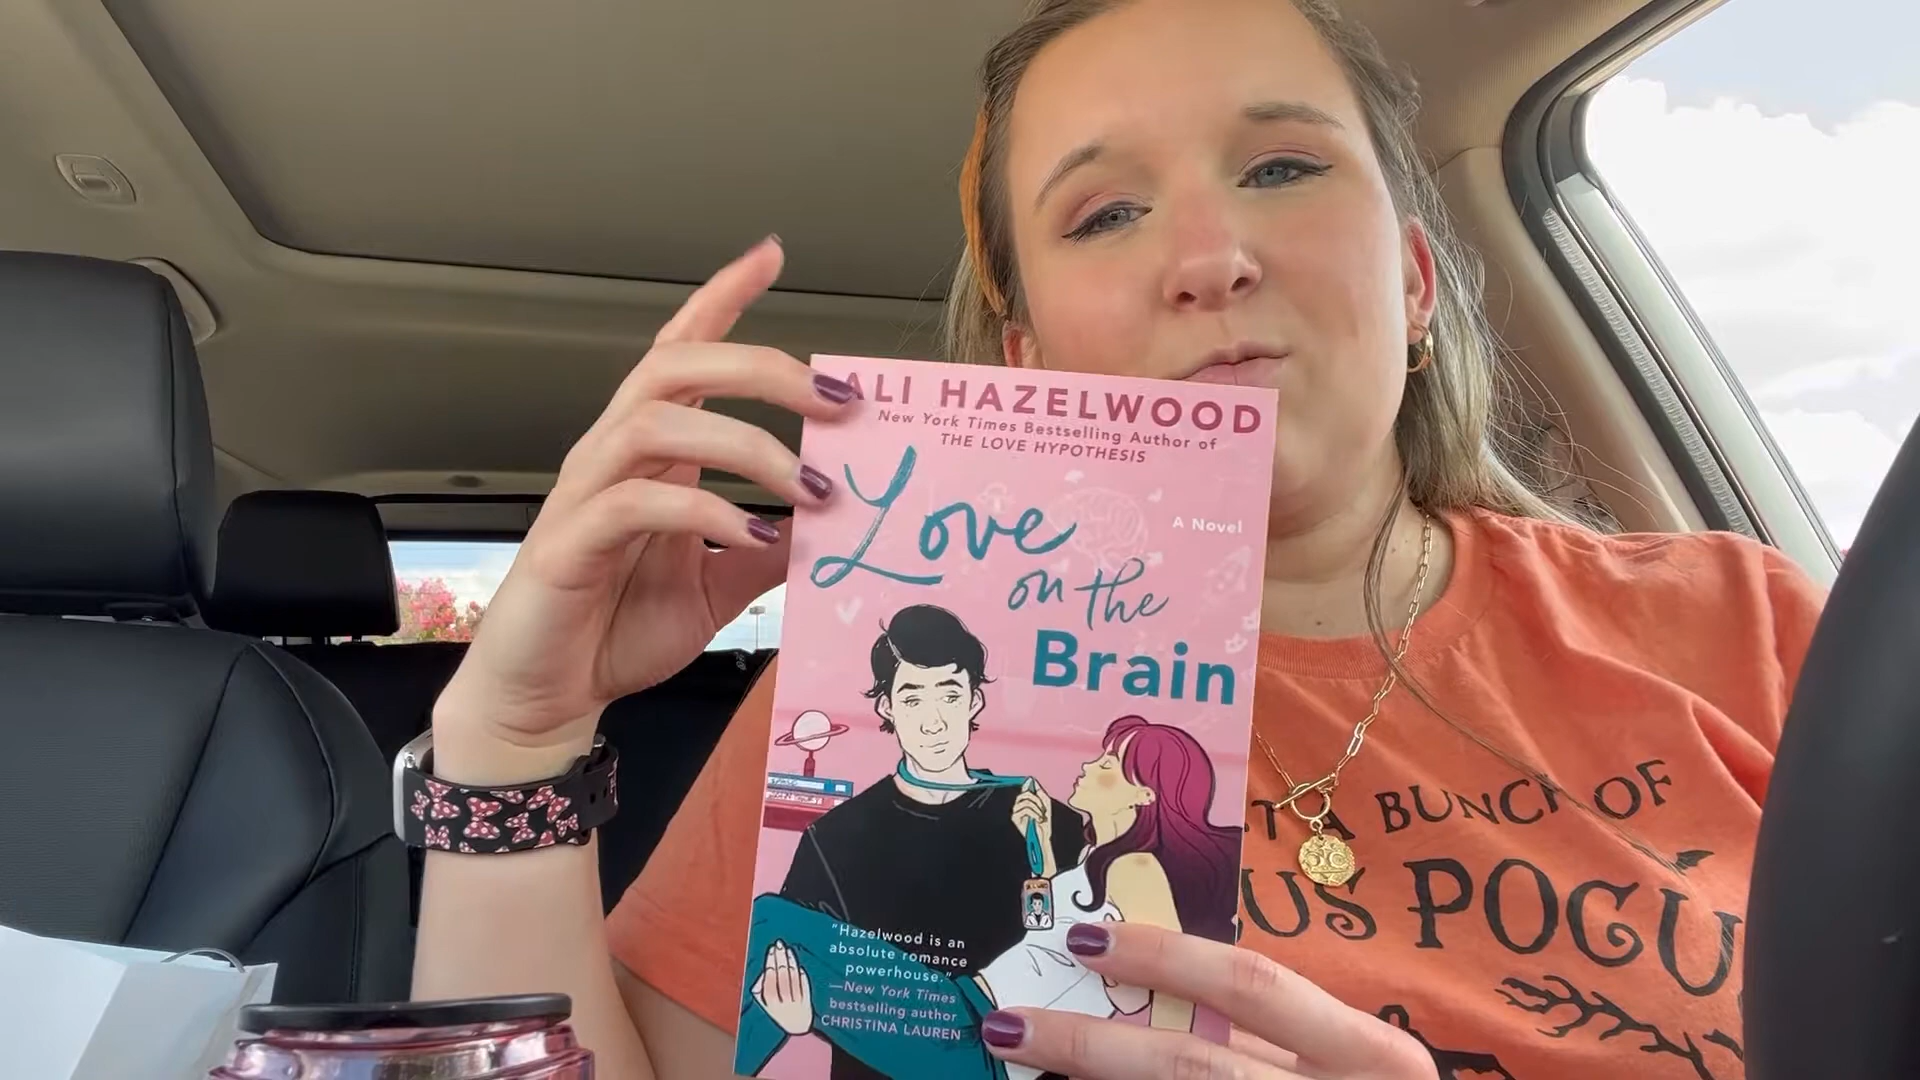 ALI HAZELWOOD
New York Times Bestselling Author of
THE LOVE HYPOTHESIS
Love
A Novel
on the
Brain
"Hazelwood is an
absolute romance
powerhouse."
—New York Times
bestselling author
CHRISTINA LAUREN
A BUNCH OF
US POCU